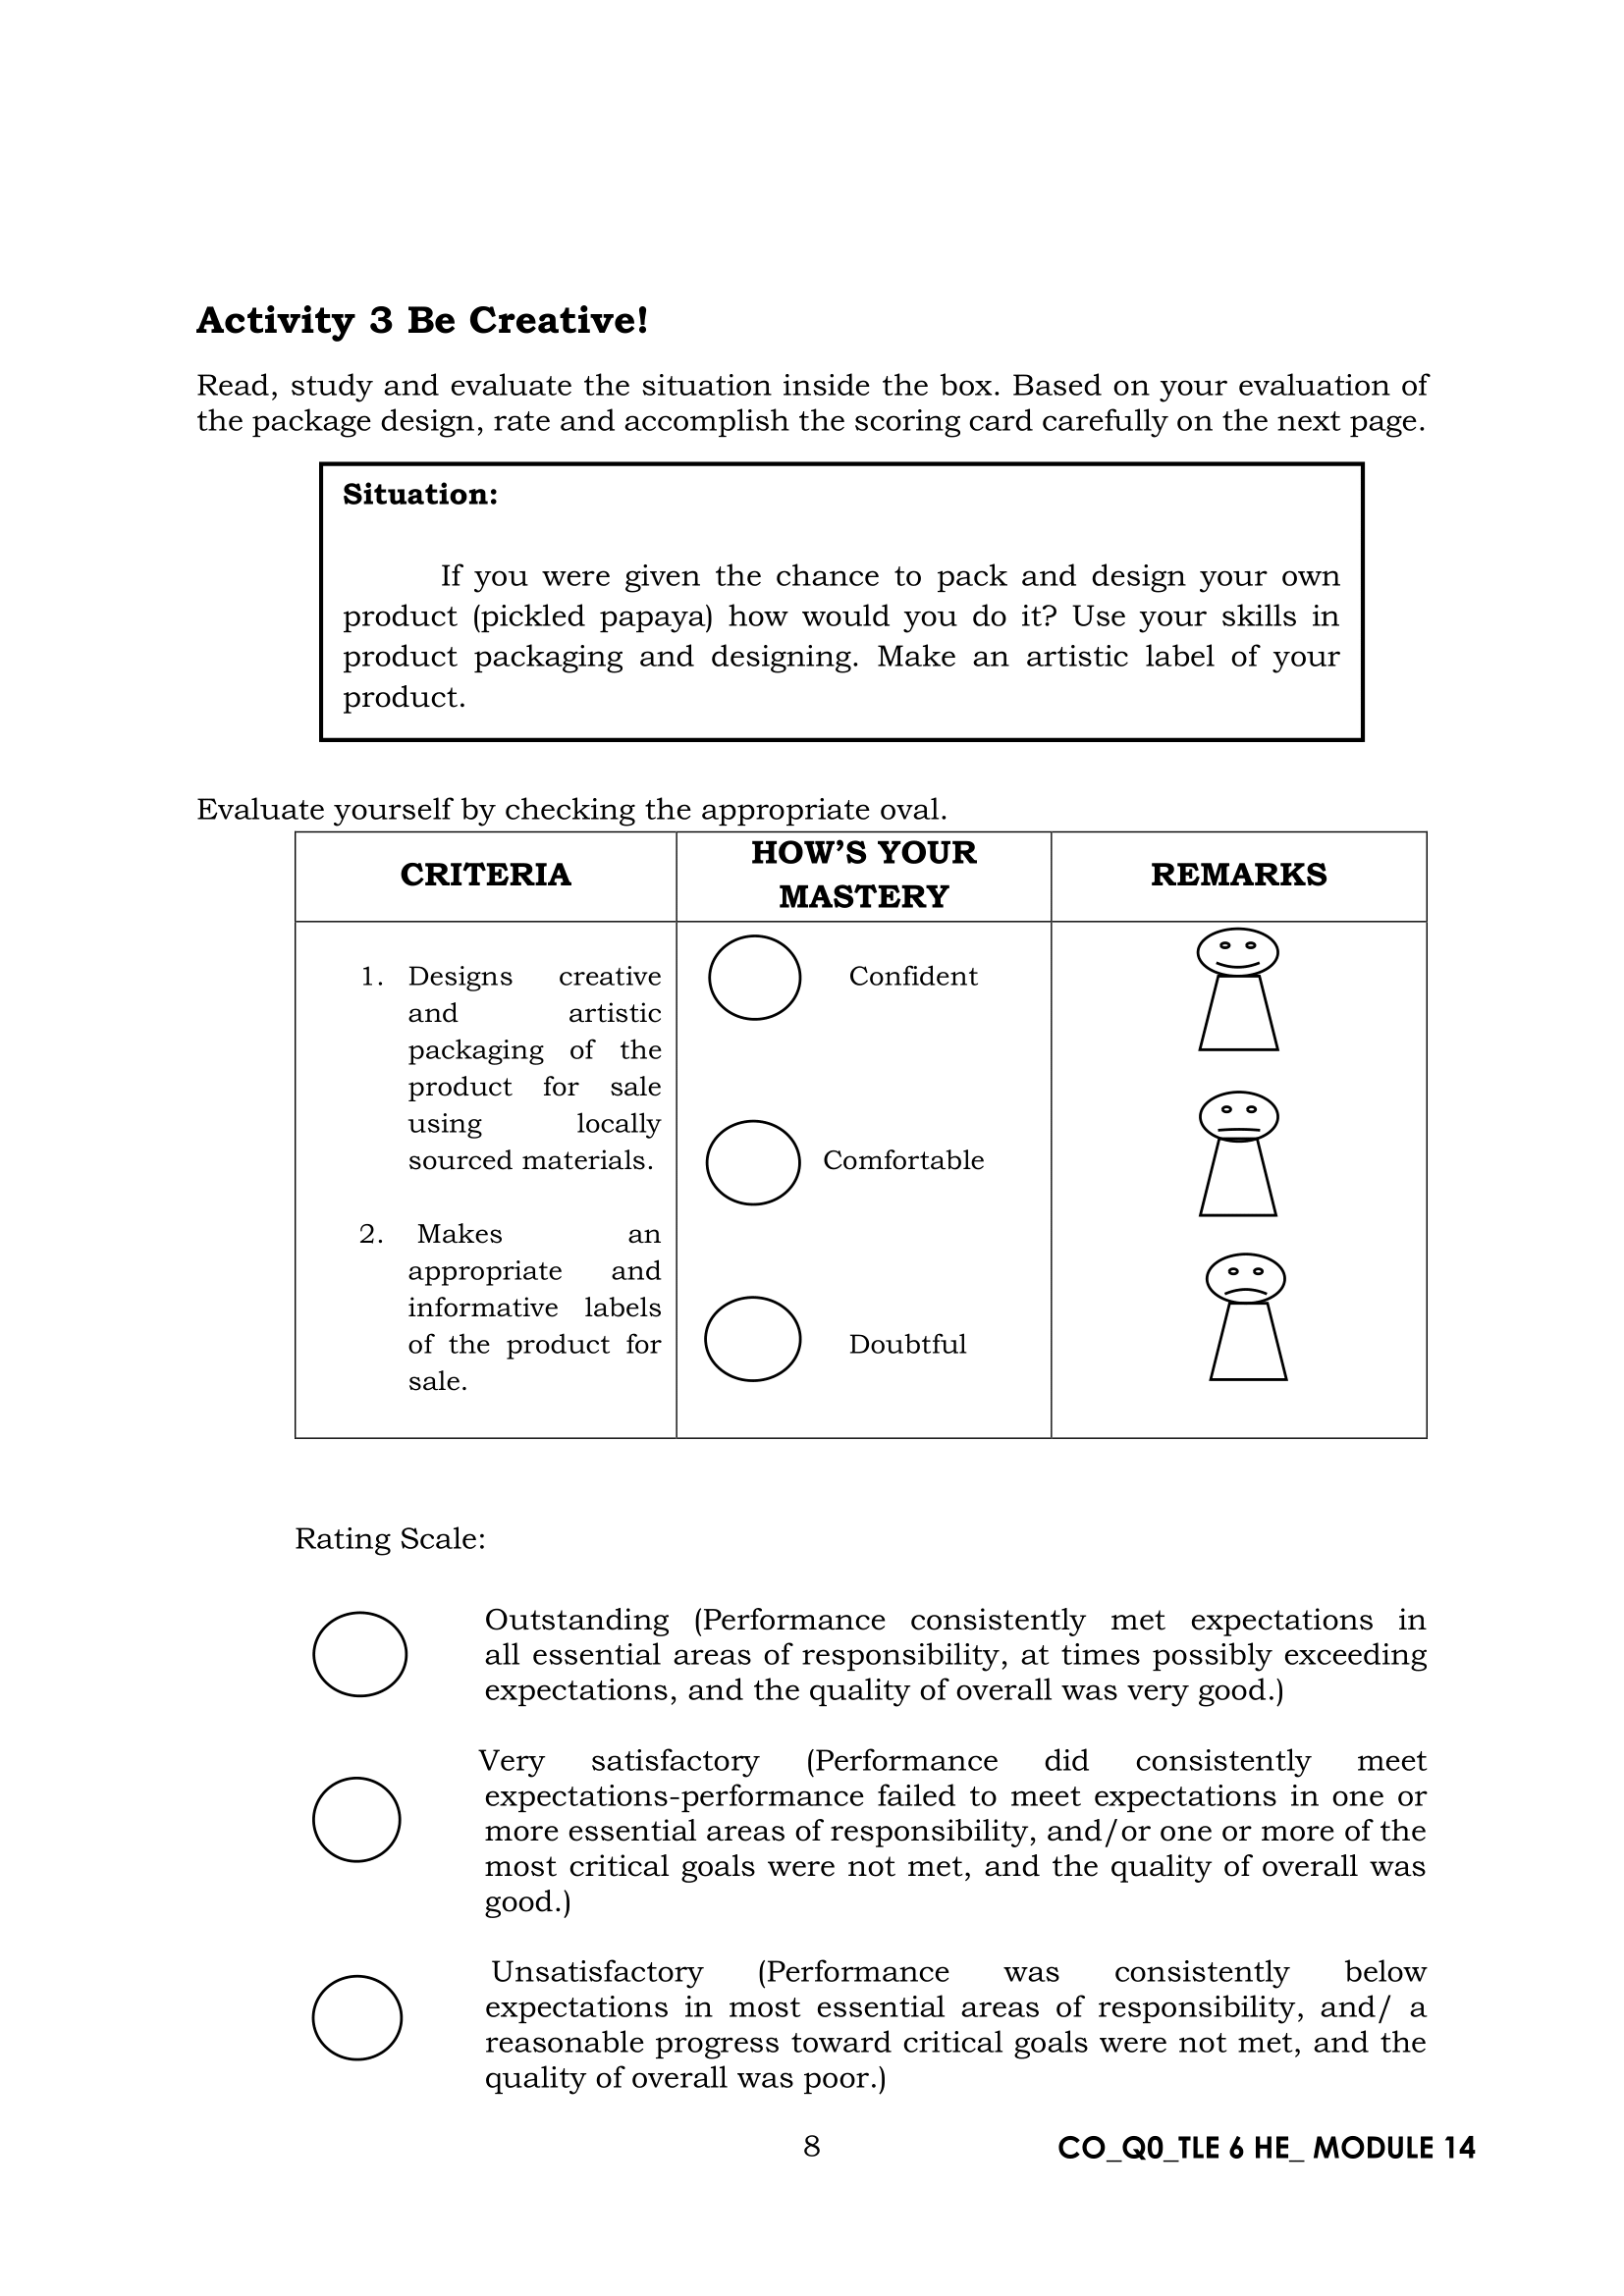 Activity 3 Be Creative!
Read, study and evaluate the situation inside the box. Based on your evaluation of
the package design, rate and accomplish the scoring card carefully on the next page.
Situation:
If you were given the chance to pack and design your own
product (pickled papaya) how would you do it? Use your skills in
product packaging and designing. Make an artistic label of your
product.
Evaluate yourself by checking the appropriate oval.
CRITERIA
HOW’S YOUR
MASTERY
REMARKS
1. Designs creative
and artistic
packaging of the
product for sale
using locally
sourced materials.
2. Makes an
appropriate and
informative labels
of the product for
sale.
Confident
Comfortable
Doubtful
Rating Scale:
Outstanding (Performance consistently met expectations in
all essential areas of responsibility, at times possibly exceeding
expectations, and the quality of overall was very good.)
Very satisfactory (Performance did consistently meet
expectations-performance failed to meet expectations in one or
more essential areas of responsibility, and/or one or more of the
most critical goals were not met, and the quality of overall was
good.)
Unsatisfactory (Performance was consistently below
expectations in most essential areas of responsibility, and/ a
reasonable progress toward critical goals were not met, and the
quality of overall was poor.)
8
CO_Q0_TLE 6 HE_ MODULE 14